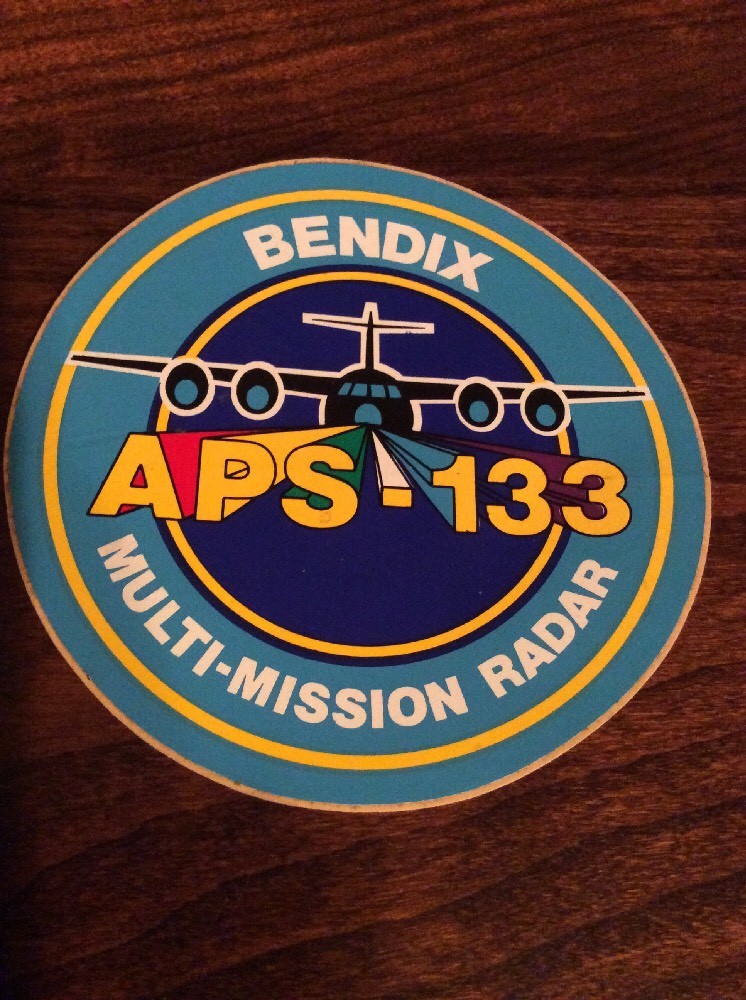 BENDIX
APS-133
MULTI-MISSION RADAR